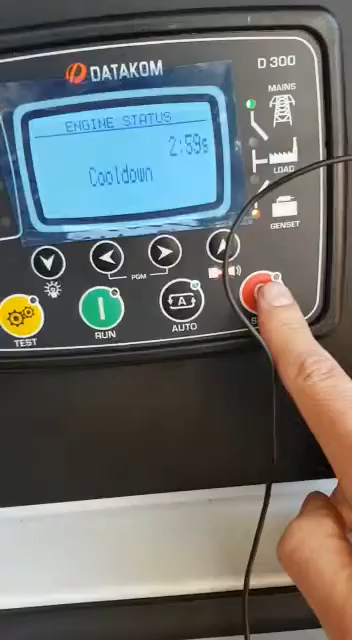 DATAKOM
D 300
ENGINE STATUS
2:59s
Cooldown
MAINS
LOAD
GENSET
PGM
TEST
RUN
AUTO